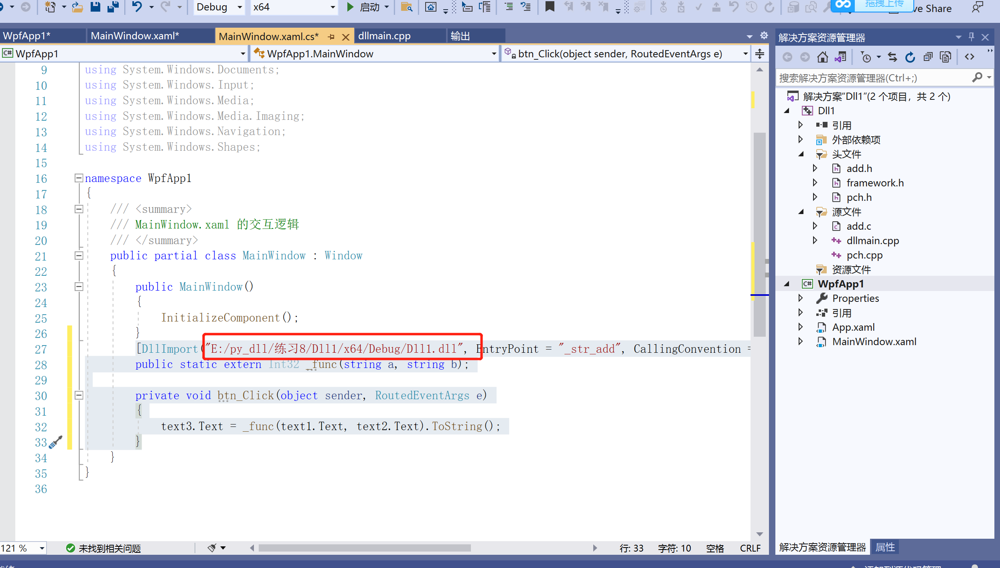 Debug x64 启动 拖拽上传 ve Share
WpfApp1* MainWindow.xaml* MainWindow.xaml.cs* dllmain.cpp 输出
C# WpfApp1 WpfApp1.MainWindow btn_Click(object sender, RoutedEventArgs e)
9 using System.Windows.Documents;
10 using System.Windows.Input;
11 using System.Windows.Media;
12 using System.Windows.Media.Imaging;
13 using System.Windows.Navigation;
14 using System.Windows.Shapes;
15
16 namespace WpfApp1
17 {
18 /// <summary>
19 /// MainWindow.xaml 的交互逻辑
20 /// </summary>
21 public partial class MainWindow : Window
22 {
23 public MainWindow()
24 {
25 InitializeComponent();
26 }
27 [DllImport("E:/py_dll/练习8/Dll1/x64/Debug/Dll1.dll", EntryPoint = "_str_add", CallingConvention =
28 public static extern Int32 _func(string a, string b);
29
30 private void btn_Click(object sender, RoutedEventArgs e)
31 {
32 text3.Text = _func(text1.Text, text2.Text).ToString();
33 }
34 }
35 }
36
121 % 未找到相关问题 行: 33 字符: 10 空格 CRLF
解决方案资源管理器
搜索解决方案资源管理器(Ctrl+;)
解决方案"Dll1"(2 个项目，共 2 个)
Dll1
引用
外部依赖项
头文件
add.h
framework.h
pch.h
源文件
add.c
dllmain.cpp
pch.cpp
资源文件
C# WpfApp1
Properties
引用
App.xaml
MainWindow.xaml
解决方案资源管理器 属性